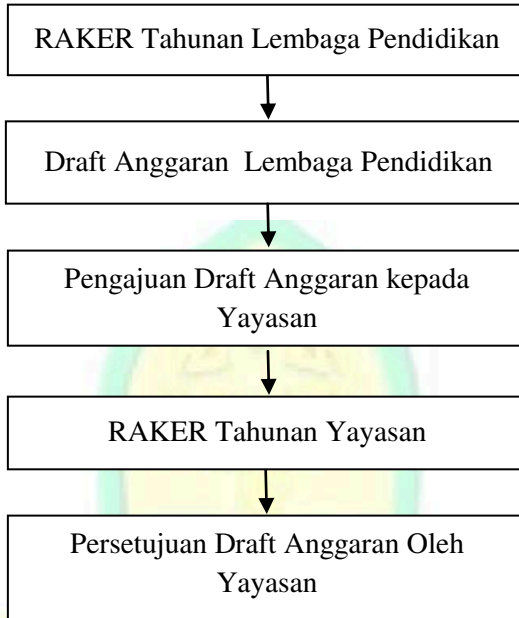 RAKER Tahunan Lembaga Pendidikan
Draft Anggaran Lembaga Pendidikan
Pengajuan Draft Anggaran kepada
Yayasan
RAKER Tahunan Yayasan
Persetujuan Draft Anggaran Oleh
Yayasan